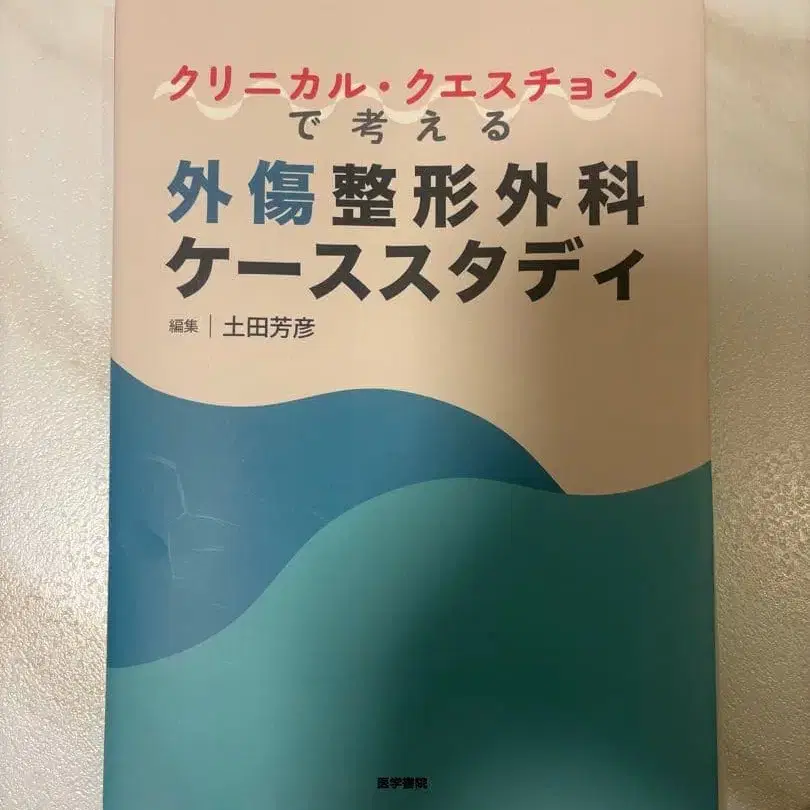 クリニカル・クエスチョン
で考える
外傷整形外科
ケーススタディ
編集 | 土田芳彦
医学書院